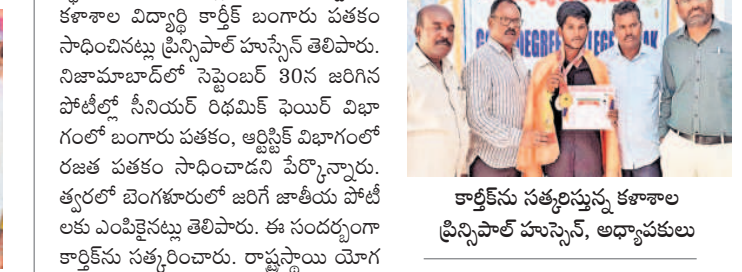 కళాశాల విద్యార్థి కార్తీక్ బంగారు పతకం
సాధించినట్లు ప్రిన్సిపాల్ హుస్సేన్ తెలిపారు.
నిజామాబాద్‌లో సెప్టెంబర్ 30న జరిగిన
పోటీల్లో సీనియర్ రిథమిక్ ఫెయిర్ విభా
గంలో బంగారు పతకం, ఆర్టిస్టిక్ విభాగంలో
రజత పతకం సాధించాడని పేర్కొన్నారు.
త్వరలో బెంగళూరులో జరిగే జాతీయ పోటీ
లకు ఎంపికైనట్లు తెలిపారు. ఈ సందర్భంగా
కార్తిక్‌ను సత్కరించారు. రాష్ట్రస్థాయి యోగ
DEGREE
కార్తీక్‌ను సత్కరిస్తున్న కళాశాల
ప్రిన్సిపాల్ హుస్సెన్, అధ్యాపకులు